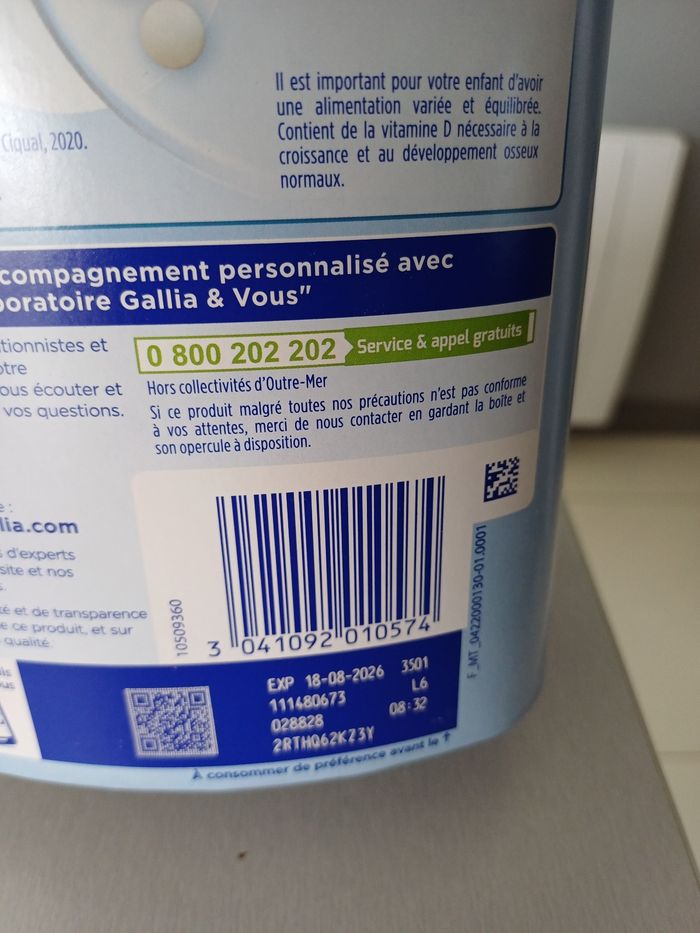 Il est important pour votre enfant d'avoir
une alimentation variée et équilibrée.
Contient de la vitamine D nécessaire à la
croissance et au développement osseux
normaux.
Ciqual, 2020.
compagnement personnalisé avec
boratoire Gallia & Vous"
tionnistes et
otre
ous écouter et
vos questions.
0 800 202 202 Service & appel gratuits
Hors collectivités d'Outre-Mer
Si ce produit malgré toutes nos précautions n'est pas conforme
à vos attentes, merci de nous contacter en gardant la boîte et
son opercule à disposition.
e :
lia.com
s d'experts
site et nos
s.
té et de transparence
e ce produit, et sur
qualité.
10509360
3 041092 010574
F_MT_0422000130-01.0001
EXP 18-08-2026 3501
111480673 L6
028828 08:32
2RTHQ62KZ3Y
À consommer de préférence avant le ↑